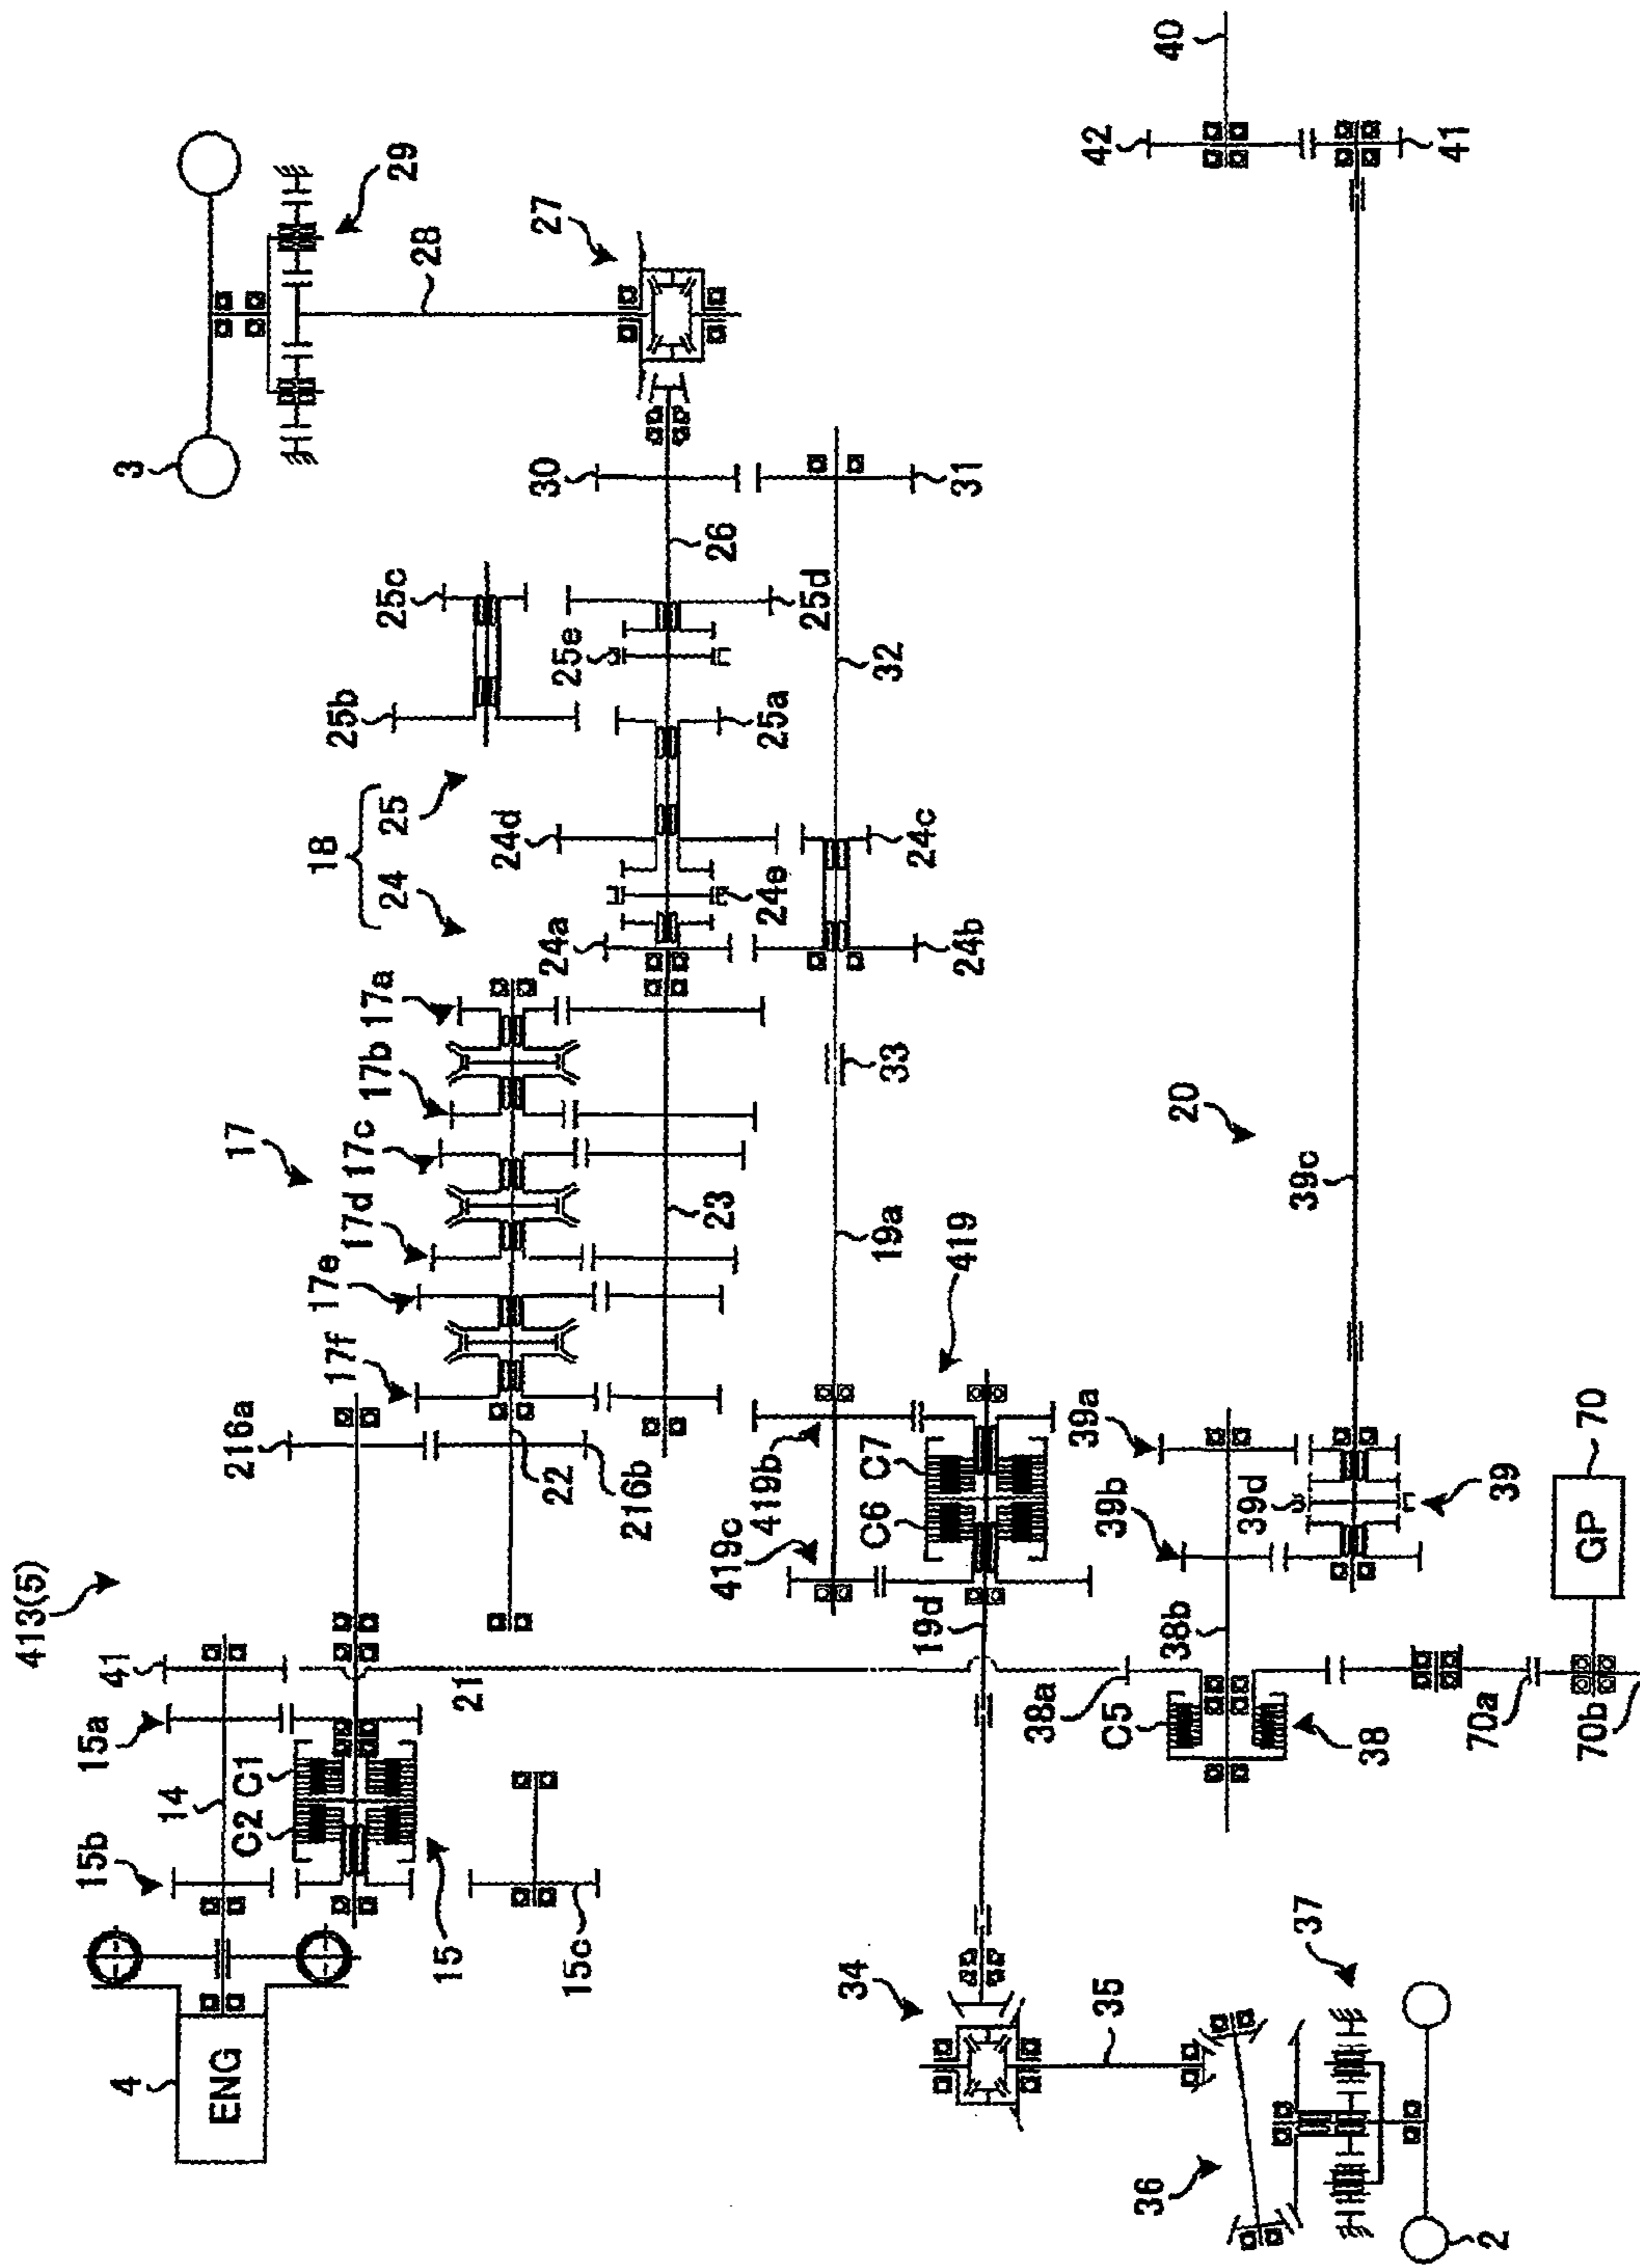 413(5)
4
ENG
15b
14
15a
41
C2
C1
15
15c
21
216a
216b
22
17
17f
17e
17d
17c
17b
17a
23
18
24
25
24a
24d
24e
24b
24c
25b
25c
25a
25e
25d
26
30
31
32
33
3
29
28
27
19a
419
419c
419b
C6
C7
19d
34
35
36
37
2
20
38a
C5
38
38b
39b
39a
39d
39
39c
70
GP
70a
70b
42
41
40